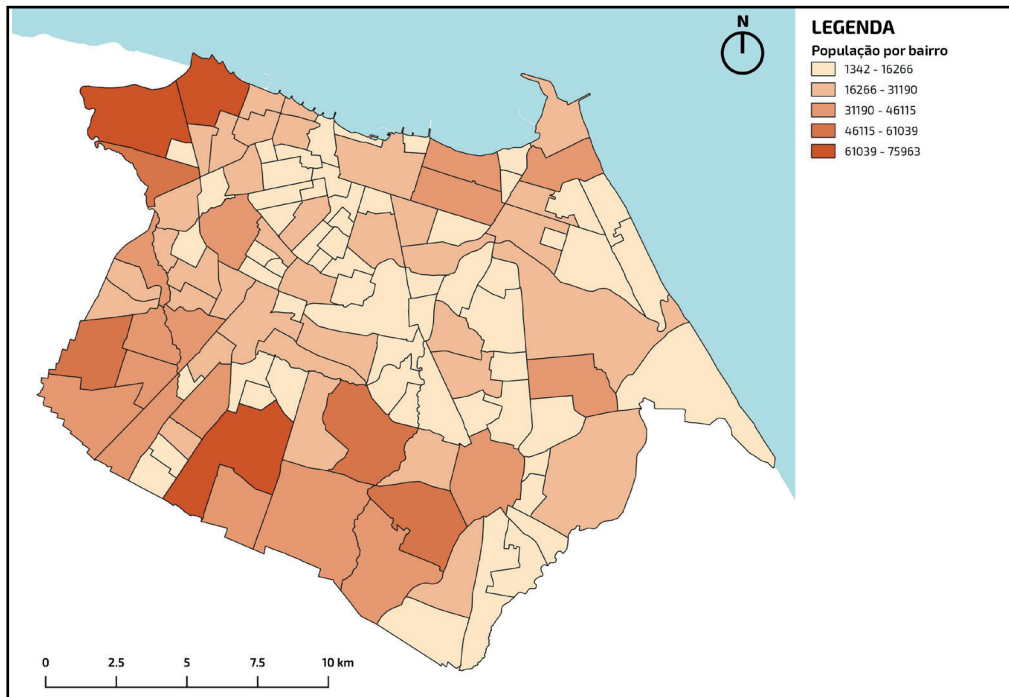 N
LEGENDA
População por bairro
1342 - 16266
16266 - 31190
31190 - 46115
46115 - 61039
61039 - 75963
0 2.5 5 7.5 10 km